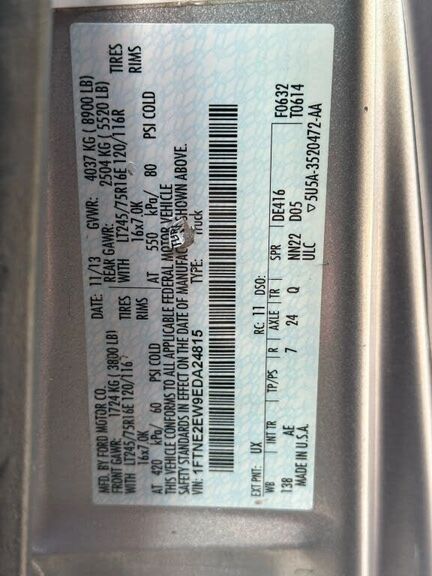 MFD. BY FORD MOTOR CO.
DATE: 11/13 GVWR: 4037 KG ( 8900 LB)
FRONT GAWR: 1724 KG ( 3800 LB) REAR GAWR: 2504 KG ( 5520 LB)
LT245/75R16E 120/116 TIRES WITH LT245/75R16E 120/116R TIRES
16x7.0K RIMS 16x7.0K RIMS
AT 420 kPa/ 60 PSI COLD AT 550 kPa/ 80 PSI COLD
THIS VEHICLE CONFORMS TO ALL APPLICABLE FEDERAL MOTOR VEHICLE
SAFETY STANDARDS IN EFFECT ON THE DATE OF SHOWN ABOVE.
VIN: 1FTNE2EW9EDA24815 TYPE: Truck
EXT PNT: UX RC: 11 DSO: F0632
WB INT TR TP/PS R AXLE TR SPR DE416 T0614
138 AE 7 24 Q NN22 D05
MADE IN U.S.A. ULC ▽5U5A-3520472-AA